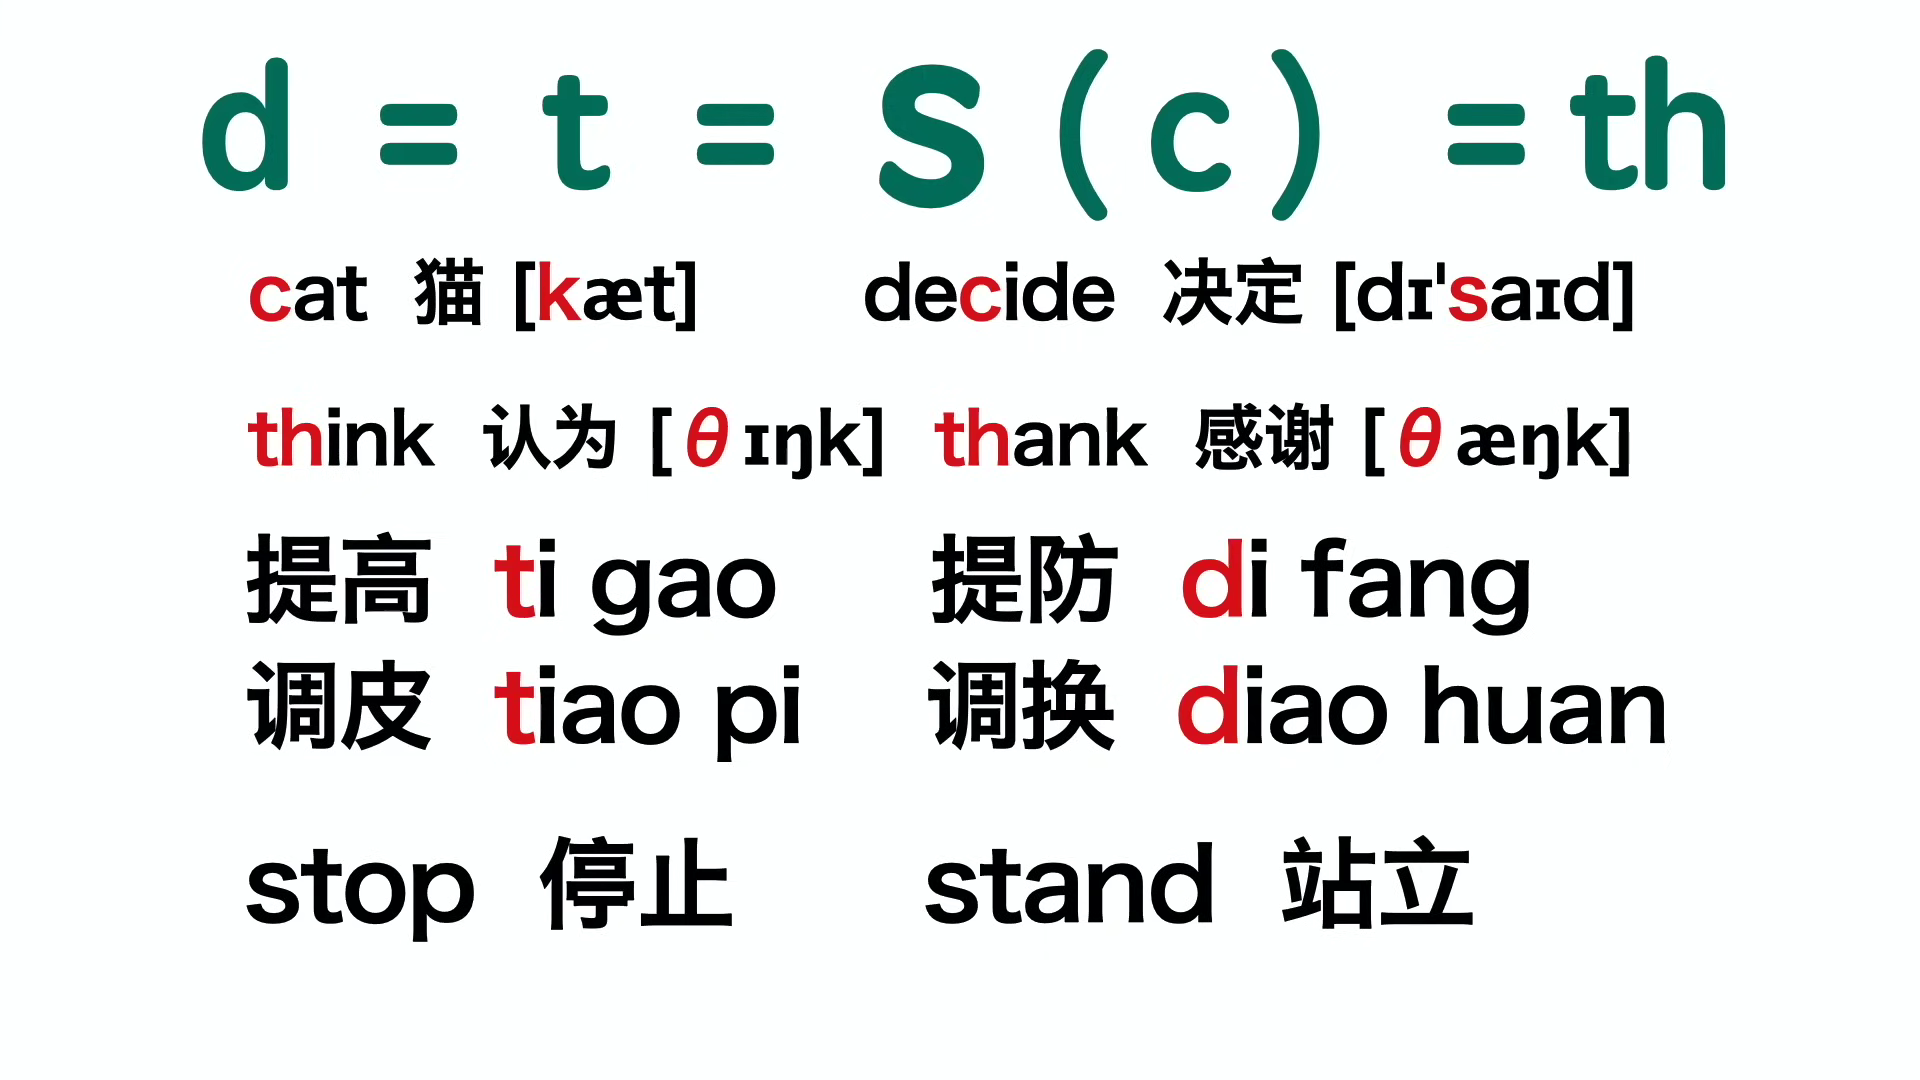 d = t = S(c) = th
cat 猫 [kæt] decide 决定 [dɪ'saɪd]
think 认为 [θɪŋk] thank 感谢 [θæŋk]
提高 ti gao 提防 di fang
调皮 tiao pi 调换 diao huan
stop 停止 stand 站立